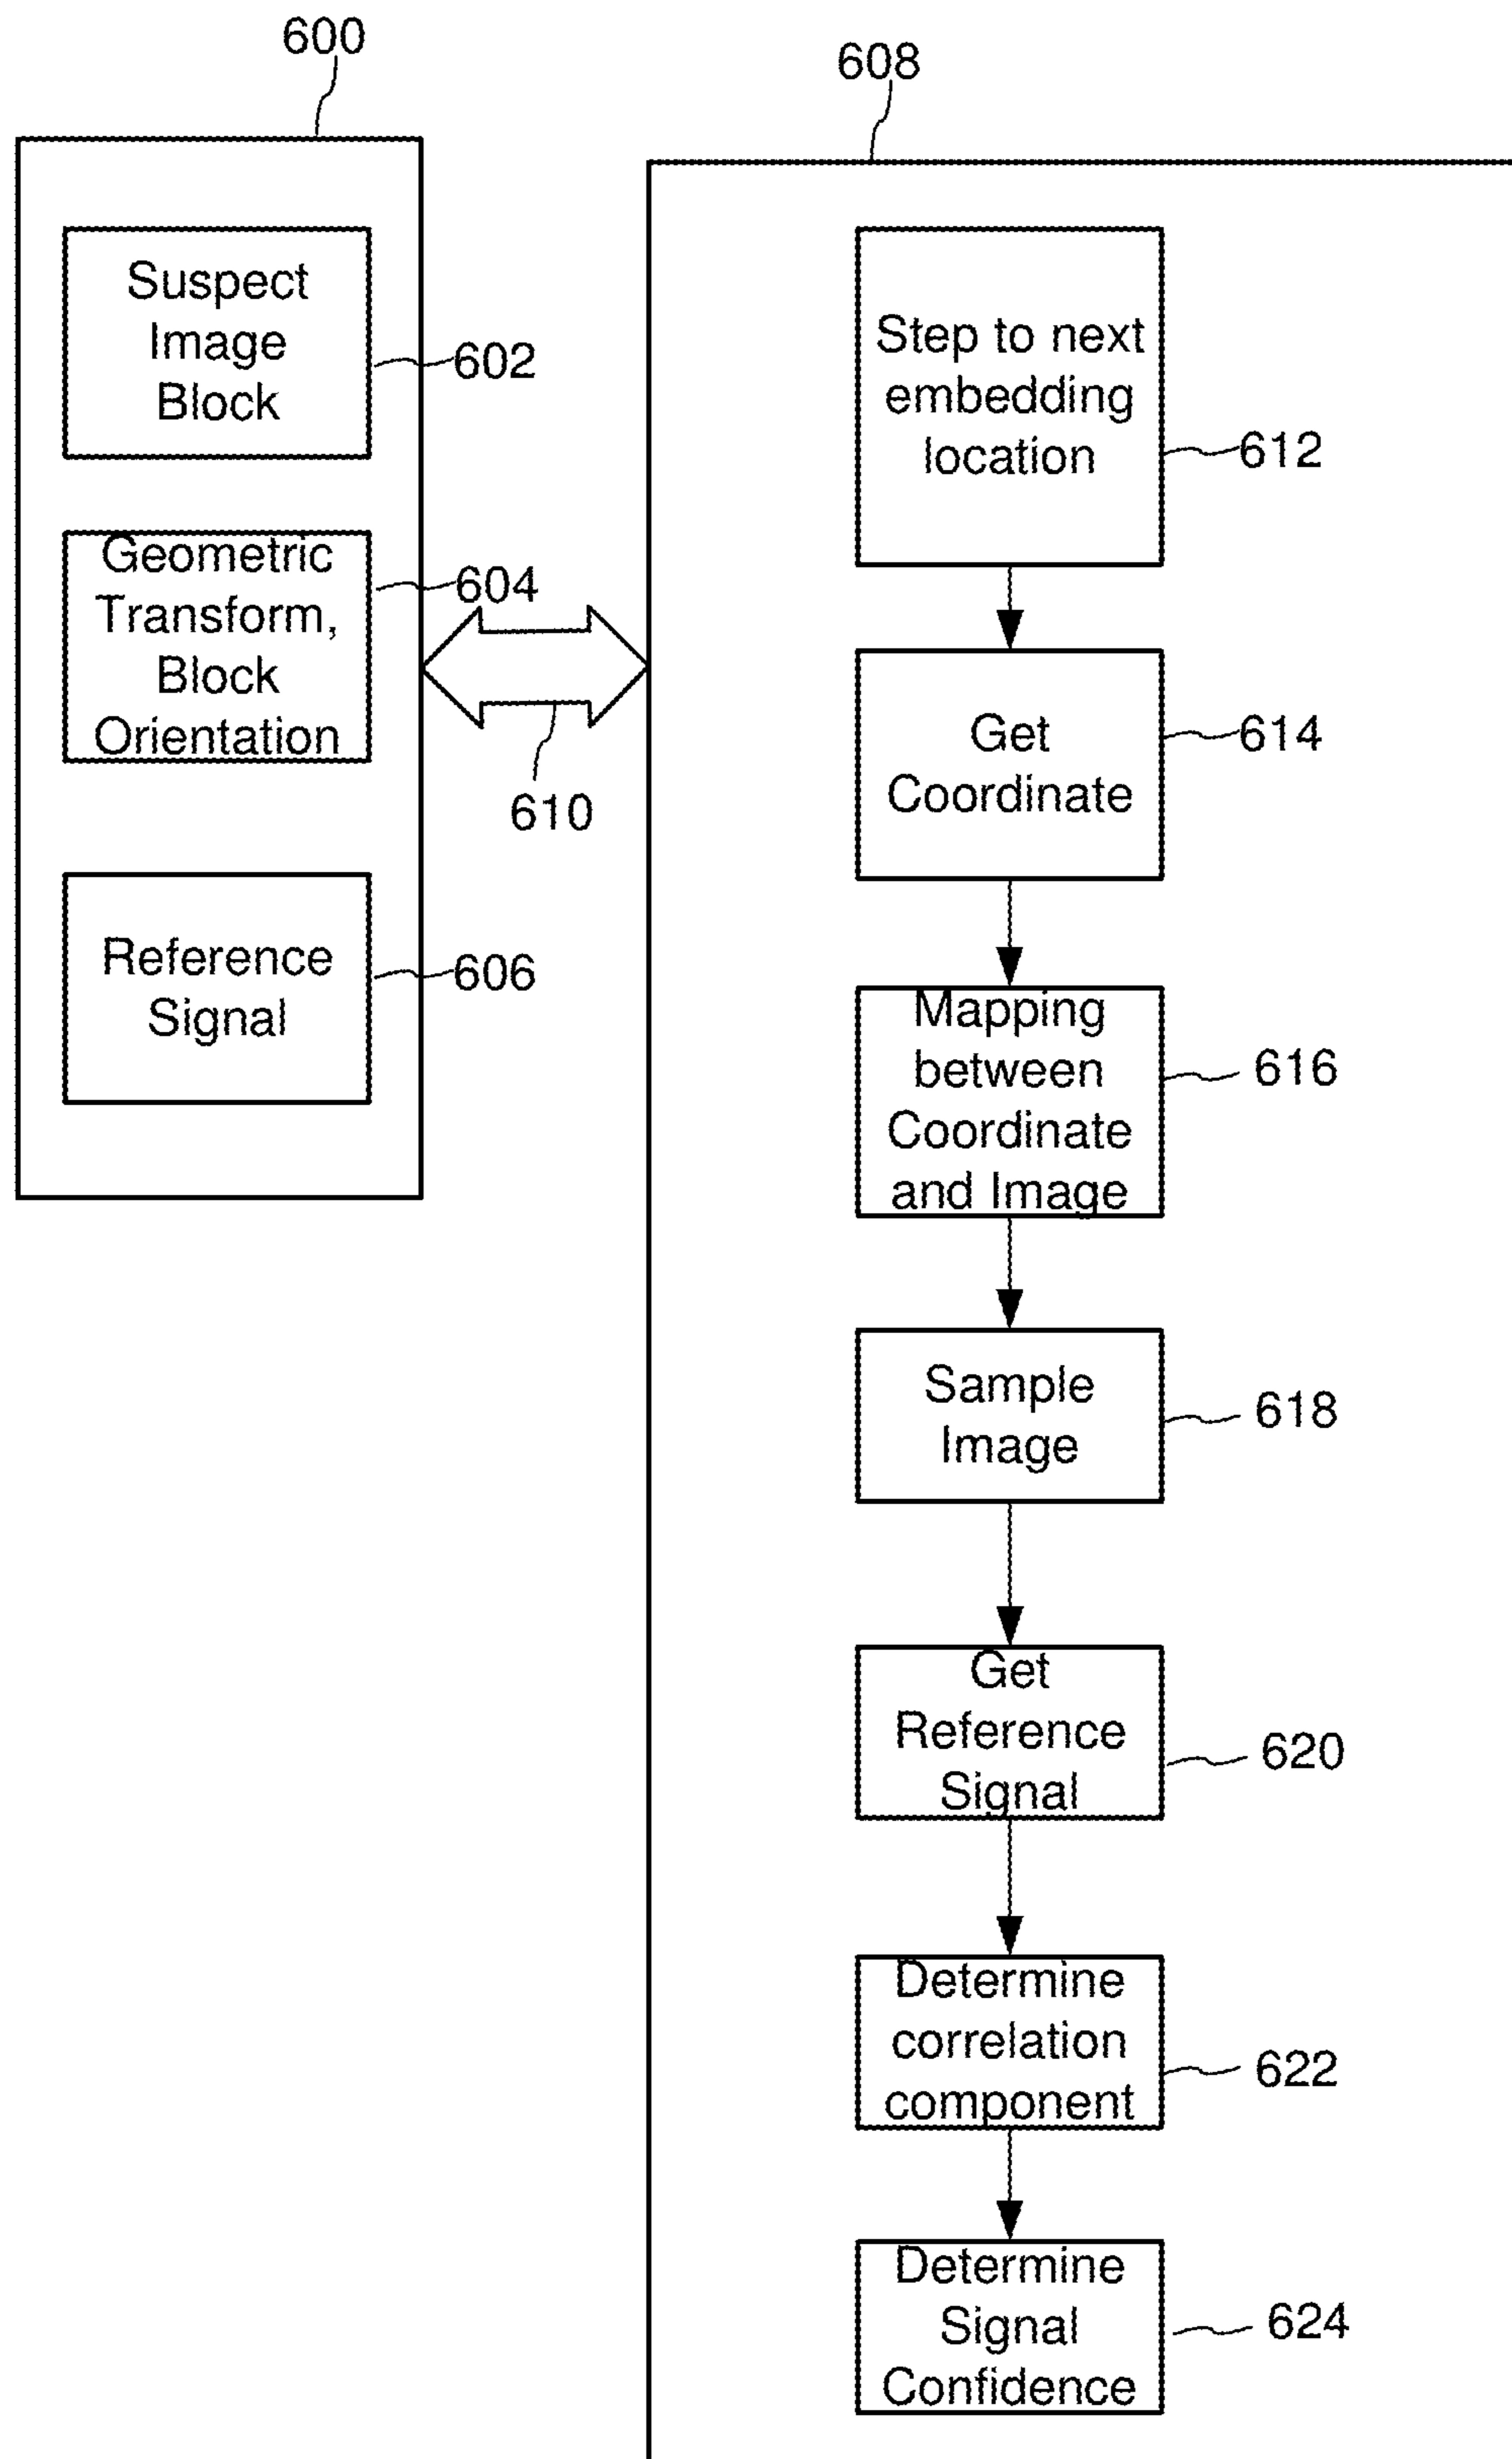 600
Suspect
Image
Block
602
Geometric
Transform,
Block
Orientation
604
Reference
Signal
606
610
608
Step to next
embedding
location
612
Get
Coordinate
614
Mapping
between
Coordinate
and Image
616
Sample
Image
618
Get
Reference
Signal
620
Determine
correlation
component
622
Determine
Signal
Confidence
624